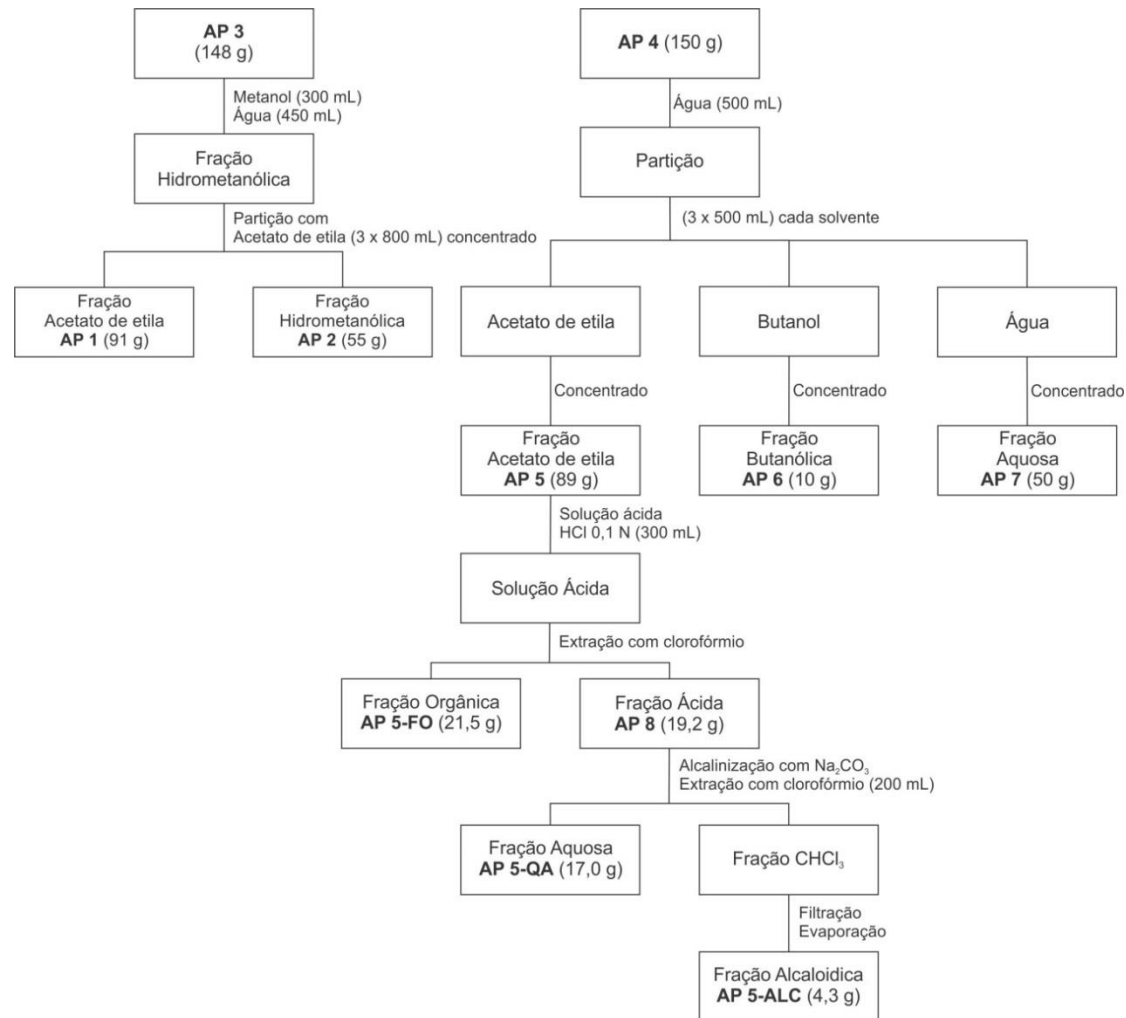 AP 3
(148 g)
Metanol (300 mL)
Água (450 mL)
Fração
Hidrometanólica
Partição com
Acetato de etila (3 x 800 mL) concentrado
Fração
Acetato de etila
AP 1 (91 g)
Fração
Hidrometanólica
AP 2 (55 g)
AP 4 (150 g)
Água (500 mL)
Partição
(3 x 500 mL) cada solvente
Acetato de etila
Butanol
Água
Concentrado
Concentrado
Concentrado
Fração
Acetato de etila
AP 5 (89 g)
Fração
Butanólica
AP 6 (10 g)
Fração
Aquosa
AP 7 (50 g)
Solução ácida
HCl 0,1 N (300 mL)
Solução Ácida
Extração com clorofórmio
Fração Orgânica
AP 5-FO (21,5 g)
Fração Ácida
AP 8 (19,2 g)
Alcalinização com Na₂CO₃
Extração com clorofórmio (200 mL)
Fração Aquosa
AP 5-QA (17,0 g)
Fração CHCl₃
Filtração
Evaporação
Fração Alcaloidica
AP 5-ALC (4,3 g)